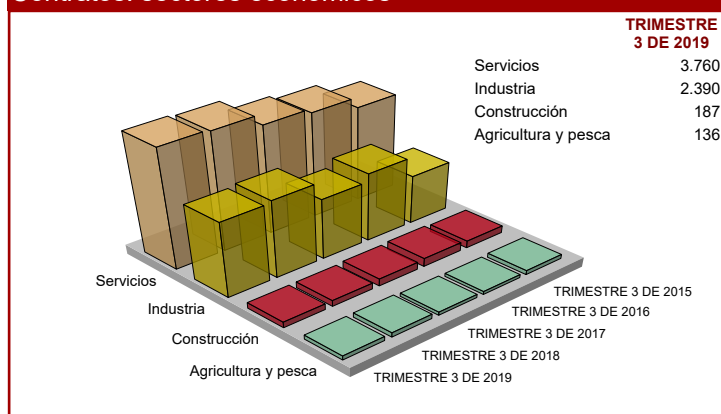 Contratos: sectores económicos
TRIMESTRE
3 DE 2019
Servicios 3.760
Industria 2.390
Construcción 187
Agricultura y pesca 136
Servicios
Industria
Construcción
Agricultura y pesca
TRIMESTRE 3 DE 2015
TRIMESTRE 3 DE 2016
TRIMESTRE 3 DE 2017
TRIMESTRE 3 DE 2018
TRIMESTRE 3 DE 2019